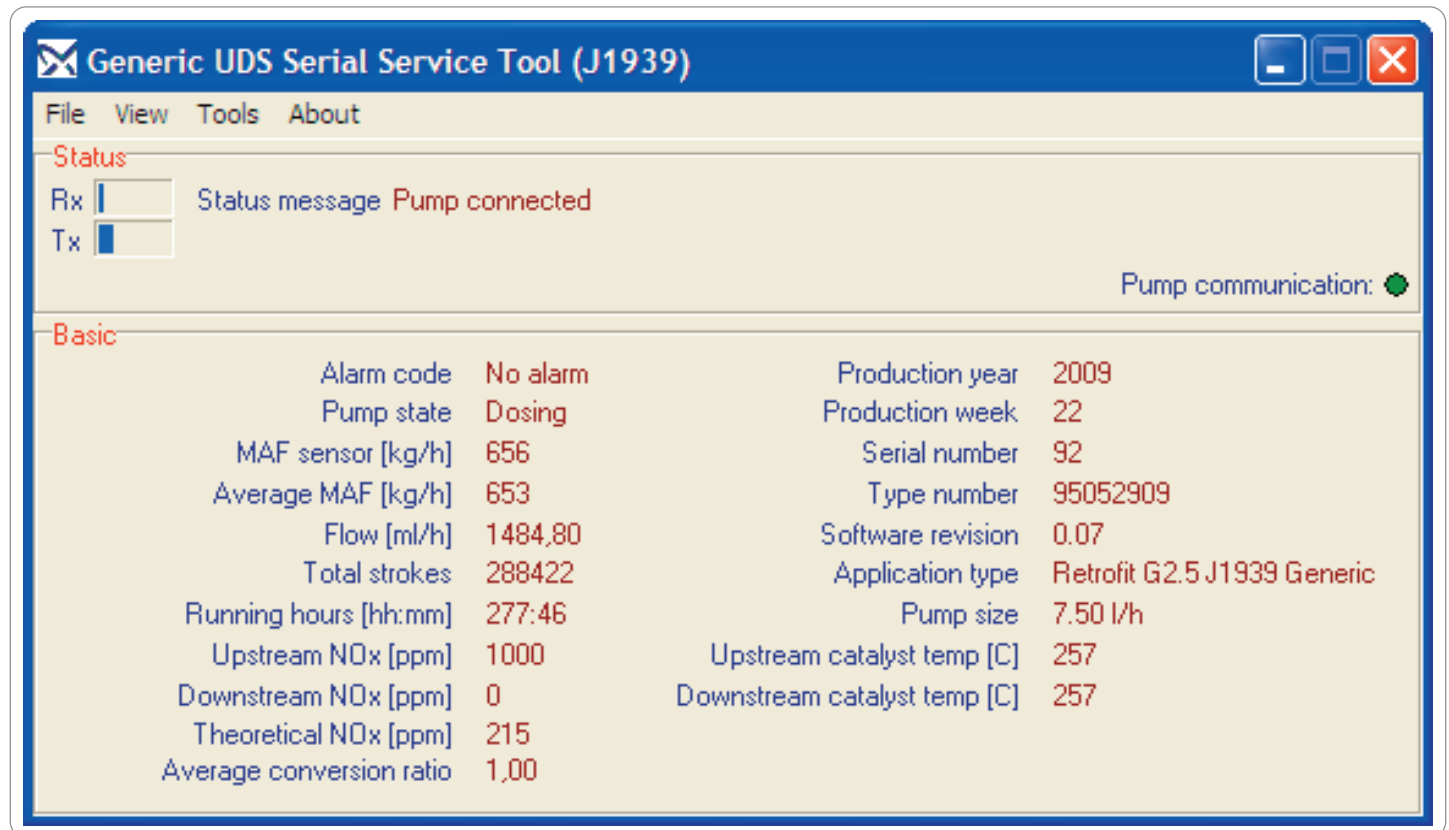 Generic UDS Serial Service Tool (J1939)
File View Tools About
Status
Rx Status message Pump connected
Tx
Pump communication:
Basic
Alarm code No alarm Production year 2009
Pump state Dosing Production week 22
MAF sensor [kg/h] 656 Serial number 92
Average MAF [kg/h] 653 Type number 95052909
Flow [ml/h] 1484,80 Software revision 0.07
Total strokes 288422 Application type Retrofit G2.5 J1939 Generic
Running hours [hh:mm] 277:46 Pump size 7.50 l/h
Upstream NOx [ppm] 1000 Upstream catalyst temp [C] 257
Downstream NOx [ppm] 0 Downstream catalyst temp [C] 257
Theoretical NOx [ppm] 215
Average conversion ratio 1,00